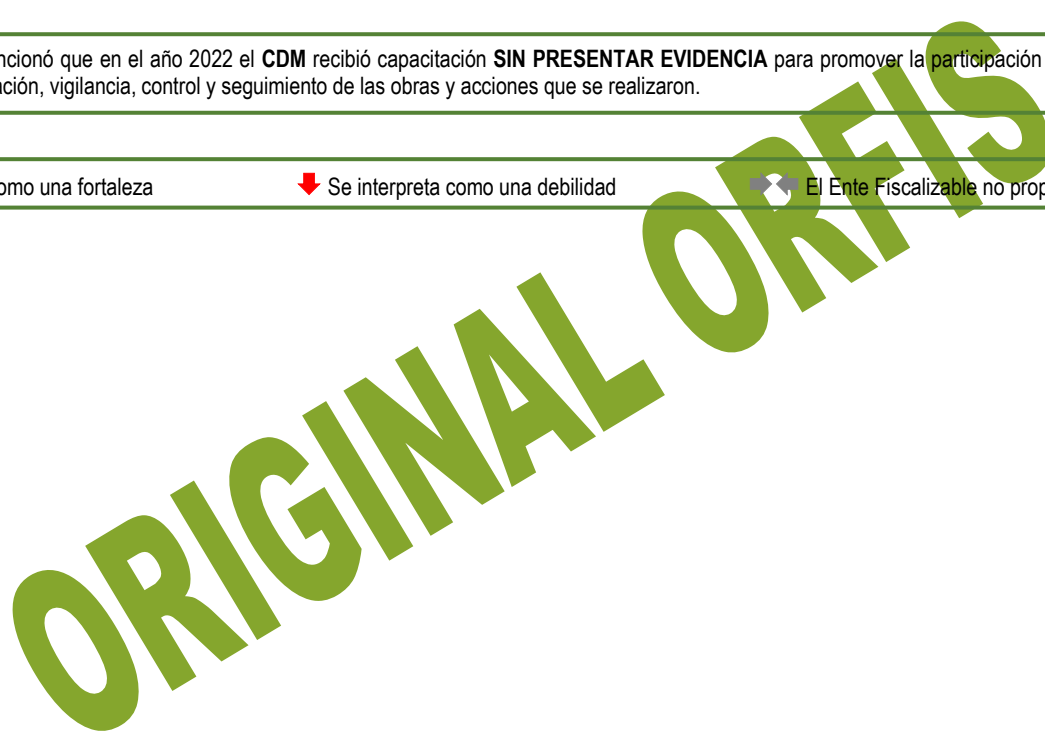 ncionó que en el año 2022 el CDM recibió capacitación SIN PRESENTAR EVIDENCIA para promover la participación
ación, vigilancia, control y seguimiento de las obras y acciones que se realizaron.
omo una fortaleza Se interpreta como una debilidad El Ente Fiscalizable no prop
ORIGINAL ORFIS